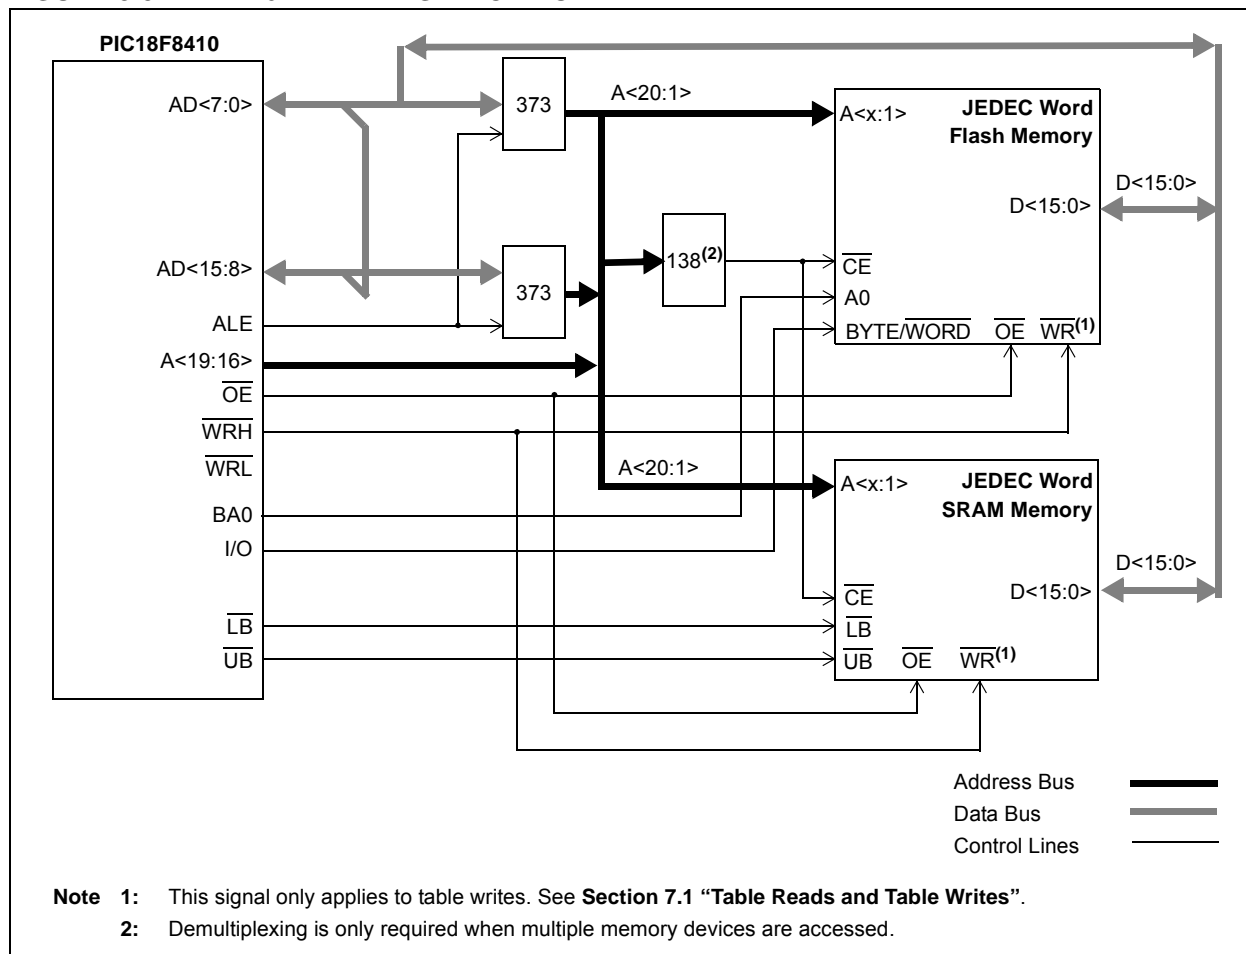 PIC18F8410
AD<7:0>
373
A<20:1>
A<x:1>
JEDEC Word
Flash Memory
D<15:0>
D<15:0>
AD<15:8>
373
138(2)
CE
A0
BYTE/WORD OE WR(1)
ALE
A<19:16>
OE
WRH
WRL
BA0
I/O
LB
UB
A<20:1>
A<x:1>
JEDEC Word
SRAM Memory
D<15:0>
D<15:0>
CE
LB
UB OE WR(1)
Address Bus
Data Bus
Control Lines
Note 1: This signal only applies to table writes. See Section 7.1 “Table Reads and Table Writes”.
2: Demultiplexing is only required when multiple memory devices are accessed.